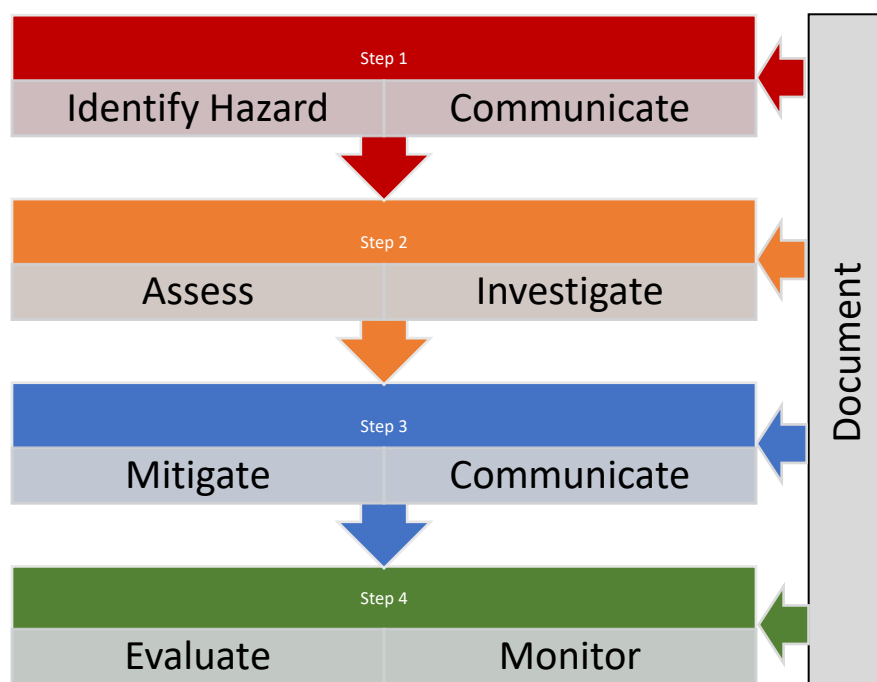 Step 1
Identify Hazard Communicate
Step 2
Assess Investigate
Step 3
Mitigate Communicate
Step 4
Evaluate Monitor
Document